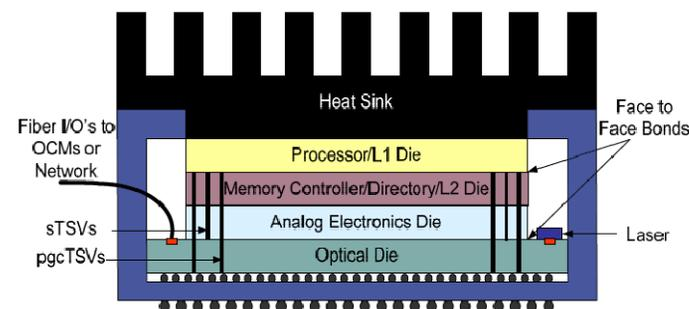 Heat Sink
Fiber I/O's to
OCMs or
Network
Face to
Face Bonds
Processor/L1 Die
Memory Controller/Directory/L2 Die
Analog Electronics Die
sTSVs
Laser
pgcTSVs
Optical Die